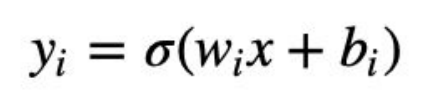 yᵢ = σ(wᵢx + bᵢ)